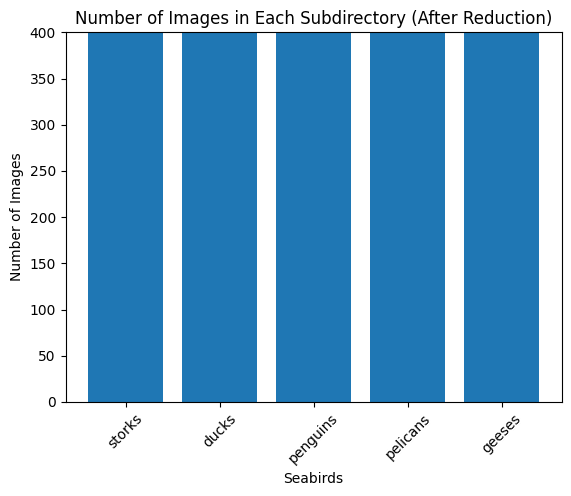 Number of Images in Each Subdirectory (After Reduction)
400
350
300
250
200
150
100
50
0
Number of Images
storks
ducks
penguins
pelicans
geeses
Seabirds